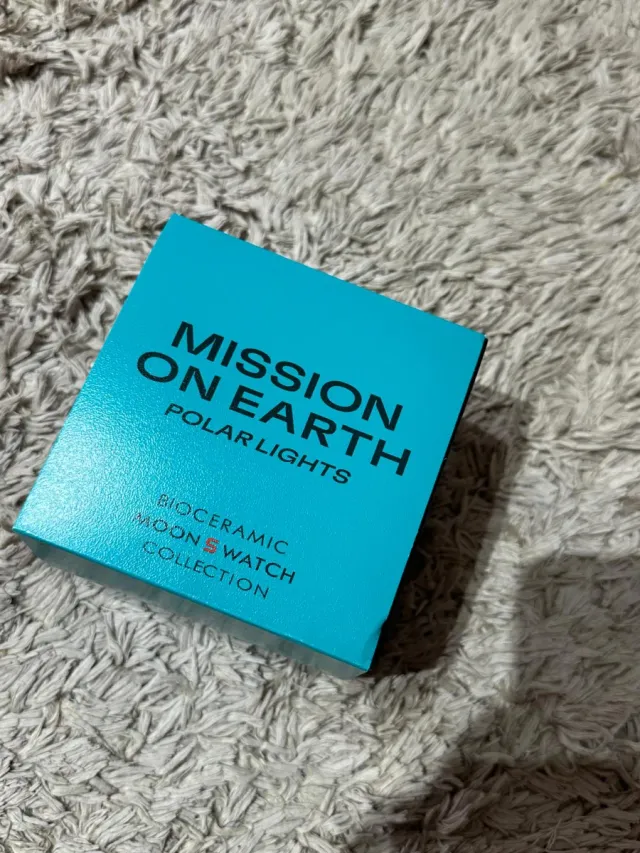 MISSION
ON EARTH
POLAR LIGHTS
BIOCERAMIC
MOON S WATCH
COLLECTION